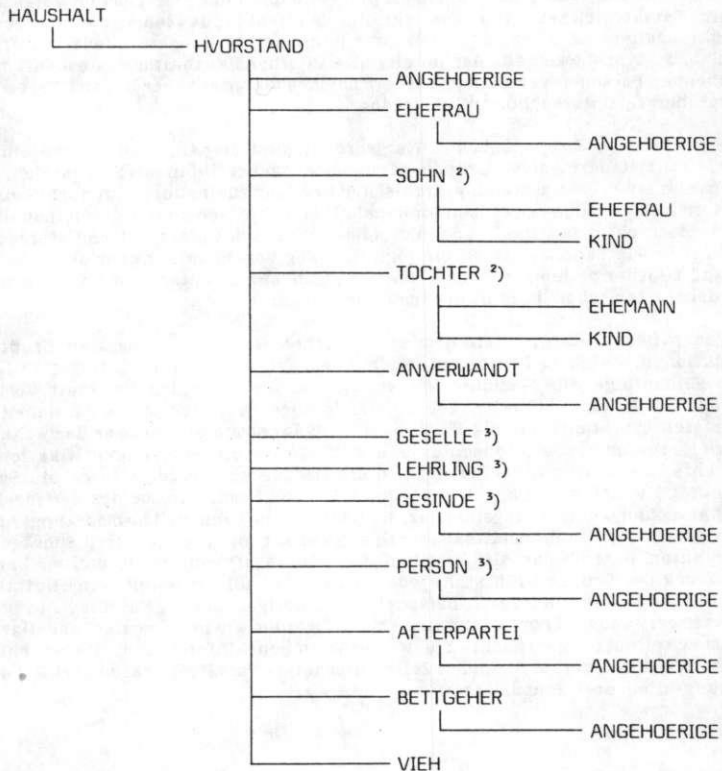 HAUSHALT
HVORSTAND
ANGEHOERIGE
EHEFRAU
ANGEHOERIGE
SOHN ²)
EHEFRAU
KIND
TOCHTER ²)
EHEMANN
KIND
ANVERWANDT
ANGEHOERIGE
GESELLE ³)
LEHRLING ³)
GESINDE ³)
ANGEHOERIGE
PERSON ³)
ANGEHOERIGE
AFTERPARTEI
ANGEHOERIGE
BETTGEHER
ANGEHOERIGE
VIEH